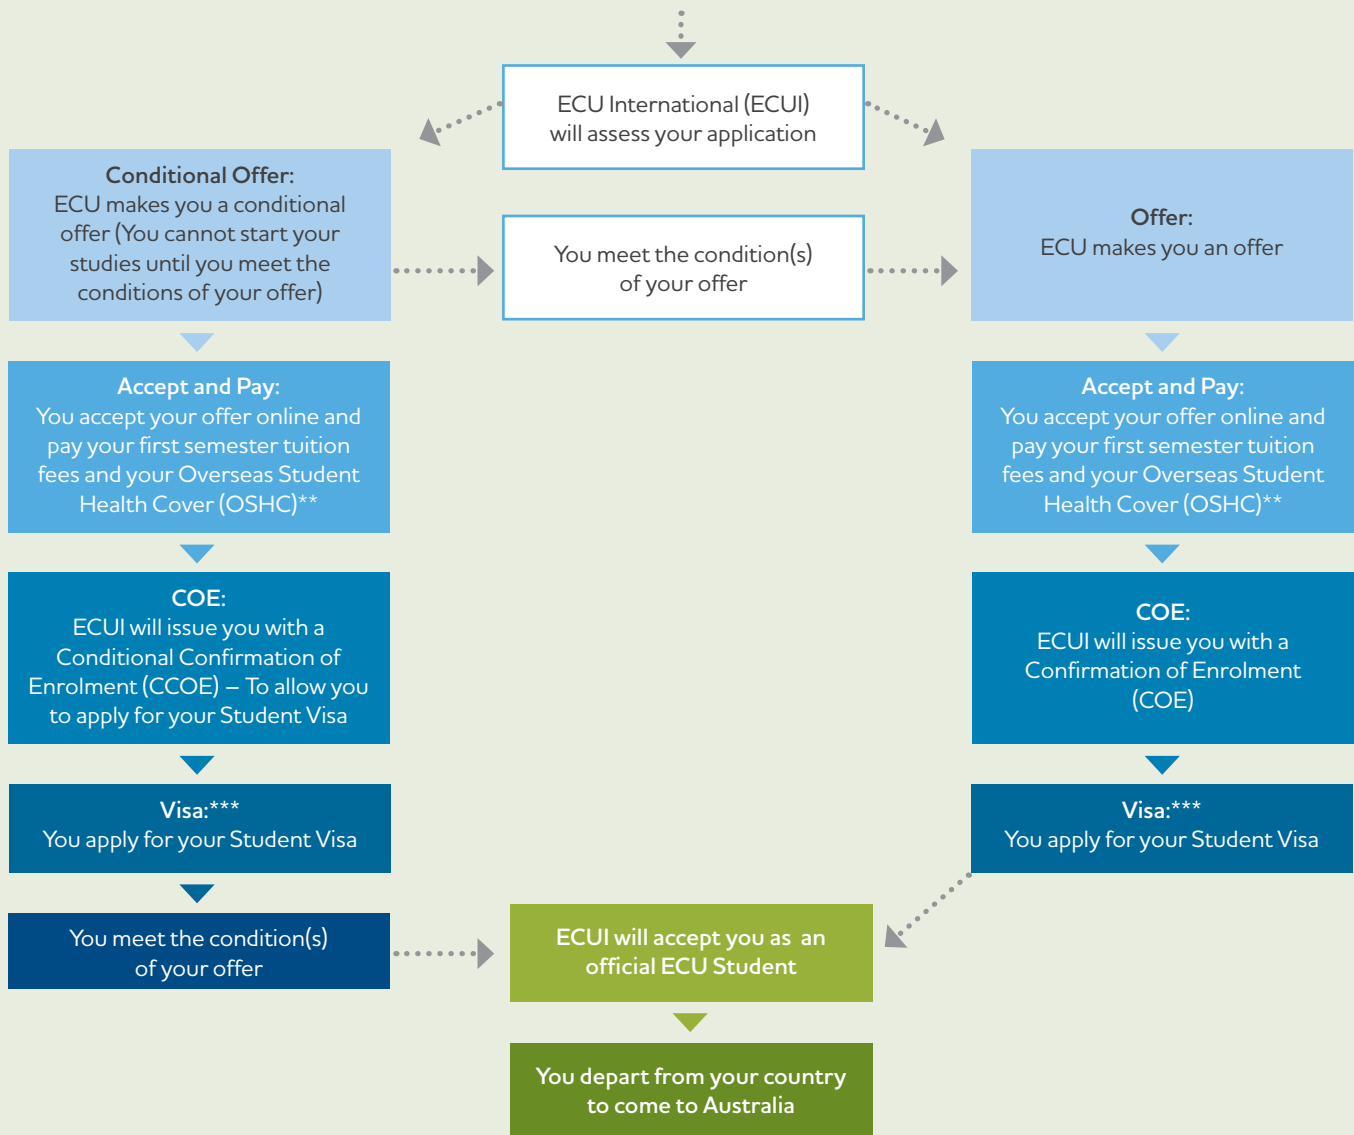 ECU International (ECUI)
will assess your application
Conditional Offer:
ECU makes you a conditional
offer (You cannot start your
studies until you meet the
conditions of your offer)
You meet the condition(s)
of your offer
Offer:
ECU makes you an offer
Accept and Pay:
You accept your offer online and
pay your first semester tuition
fees and your Overseas Student
Health Cover (OSHC)**
Accept and Pay:
You accept your offer online and
pay your first semester tuition
fees and your Overseas Student
Health Cover (OSHC)**
COE:
ECUI will issue you with a
Conditional Confirmation of
Enrolment (CCOE) – To allow you
to apply for your Student Visa
COE:
ECUI will issue you with a
Confirmation of Enrolment
(COE)
Visa:***
You apply for your Student Visa
Visa:***
You apply for your Student Visa
You meet the condition(s)
of your offer
ECUI will accept you as an
official ECU Student
You depart from your country
to come to Australia